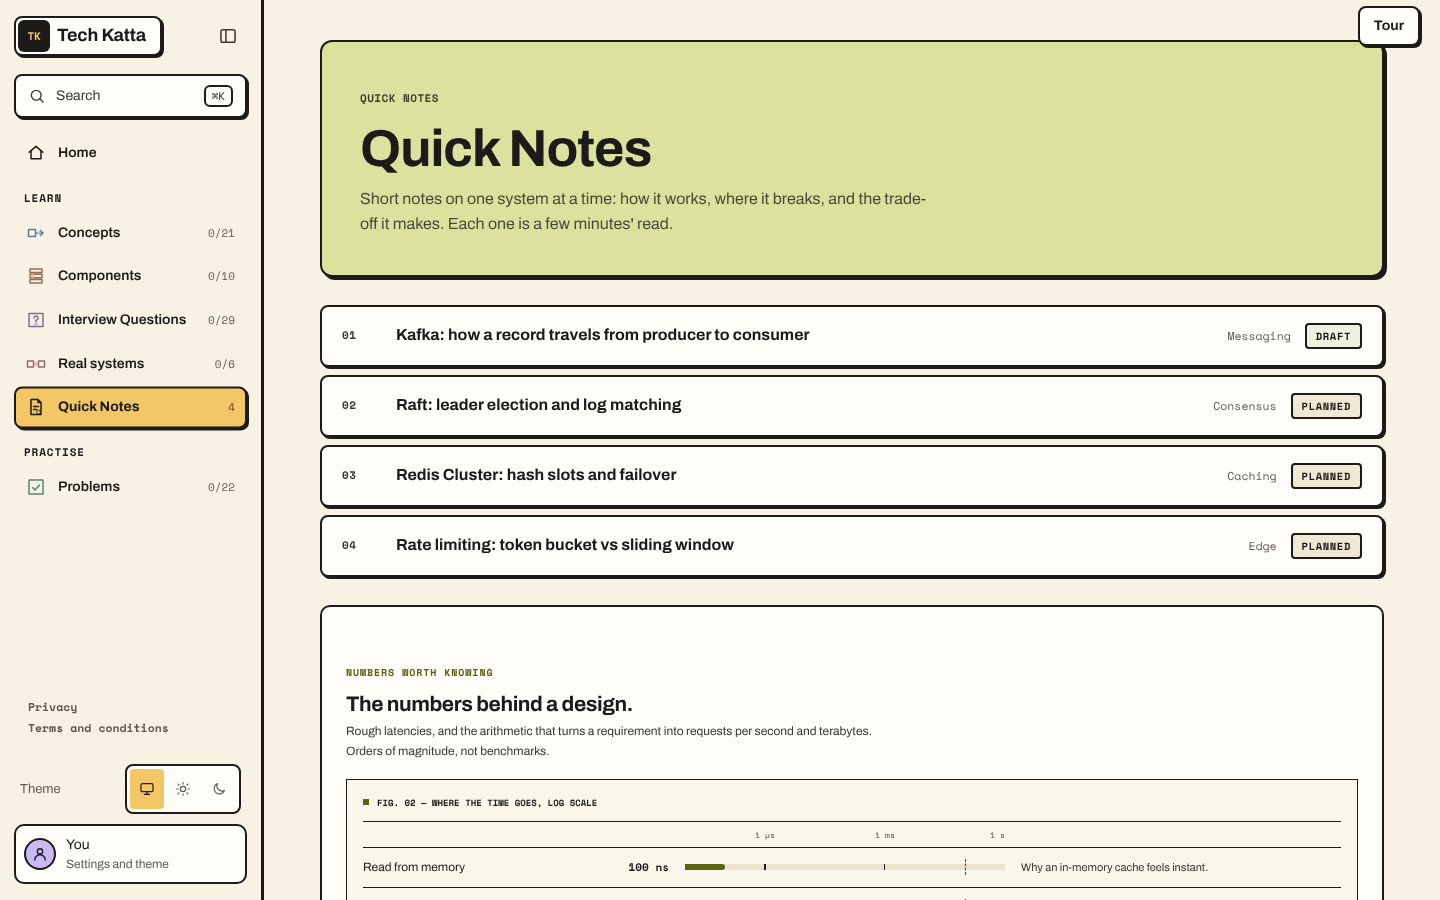 TK Tech Katta
Tour
Search ⌘K
Home
LEARN
Concepts 0/21
Components 0/10
Interview Questions 0/29
Real systems 0/6
Quick Notes 4
PRACTISE
Problems 0/22
Privacy
Terms and conditions
Theme
You
Settings and theme
QUICK NOTES
Quick Notes
Short notes on one system at a time: how it works, where it breaks, and the trade-
off it makes. Each one is a few minutes' read.
01 Kafka: how a record travels from producer to consumer Messaging DRAFT
02 Raft: leader election and log matching Consensus PLANNED
03 Redis Cluster: hash slots and failover Caching PLANNED
04 Rate limiting: token bucket vs sliding window Edge PLANNED
NUMBERS WORTH KNOWING
The numbers behind a design.
Rough latencies, and the arithmetic that turns a requirement into requests per second and terabytes.
Orders of magnitude, not benchmarks.
FIG. 02 — WHERE THE TIME GOES, LOG SCALE
1 µs 1 ms 1 s
Read from memory 100 ns Why an in-memory cache feels instant.